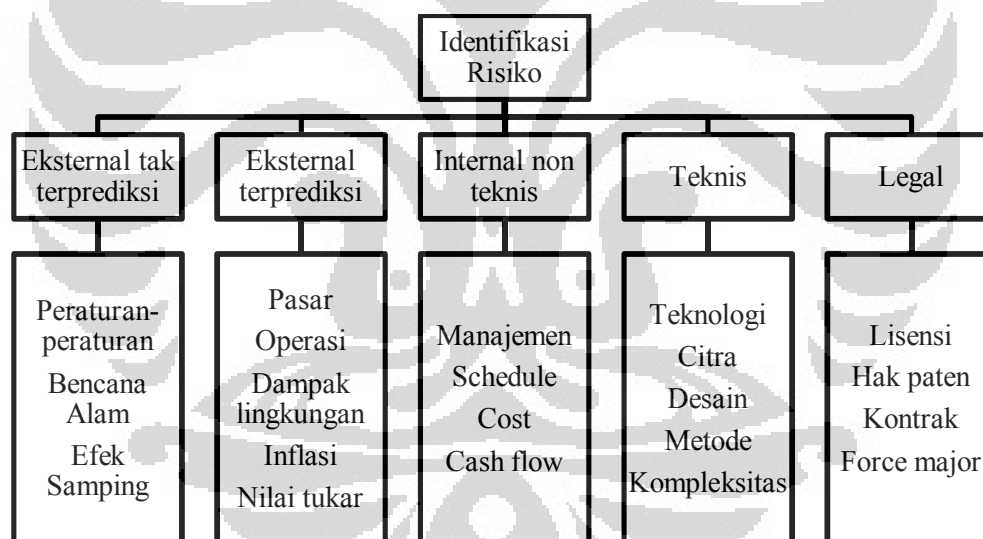 Identifikasi
Risiko
Eksternal tak
terprediksi
Eksternal
terprediksi
Internal non
teknis
Teknis
Legal
Peraturan-
peraturan
Bencana
Alam
Efek
Samping
Pasar
Operasi
Dampak
lingkungan
Inflasi
Nilai tukar
Manajemen
Schedule
Cost
Cash flow
Teknologi
Citra
Desain
Metode
Kompleksitas
Lisensi
Hak paten
Kontrak
Force major